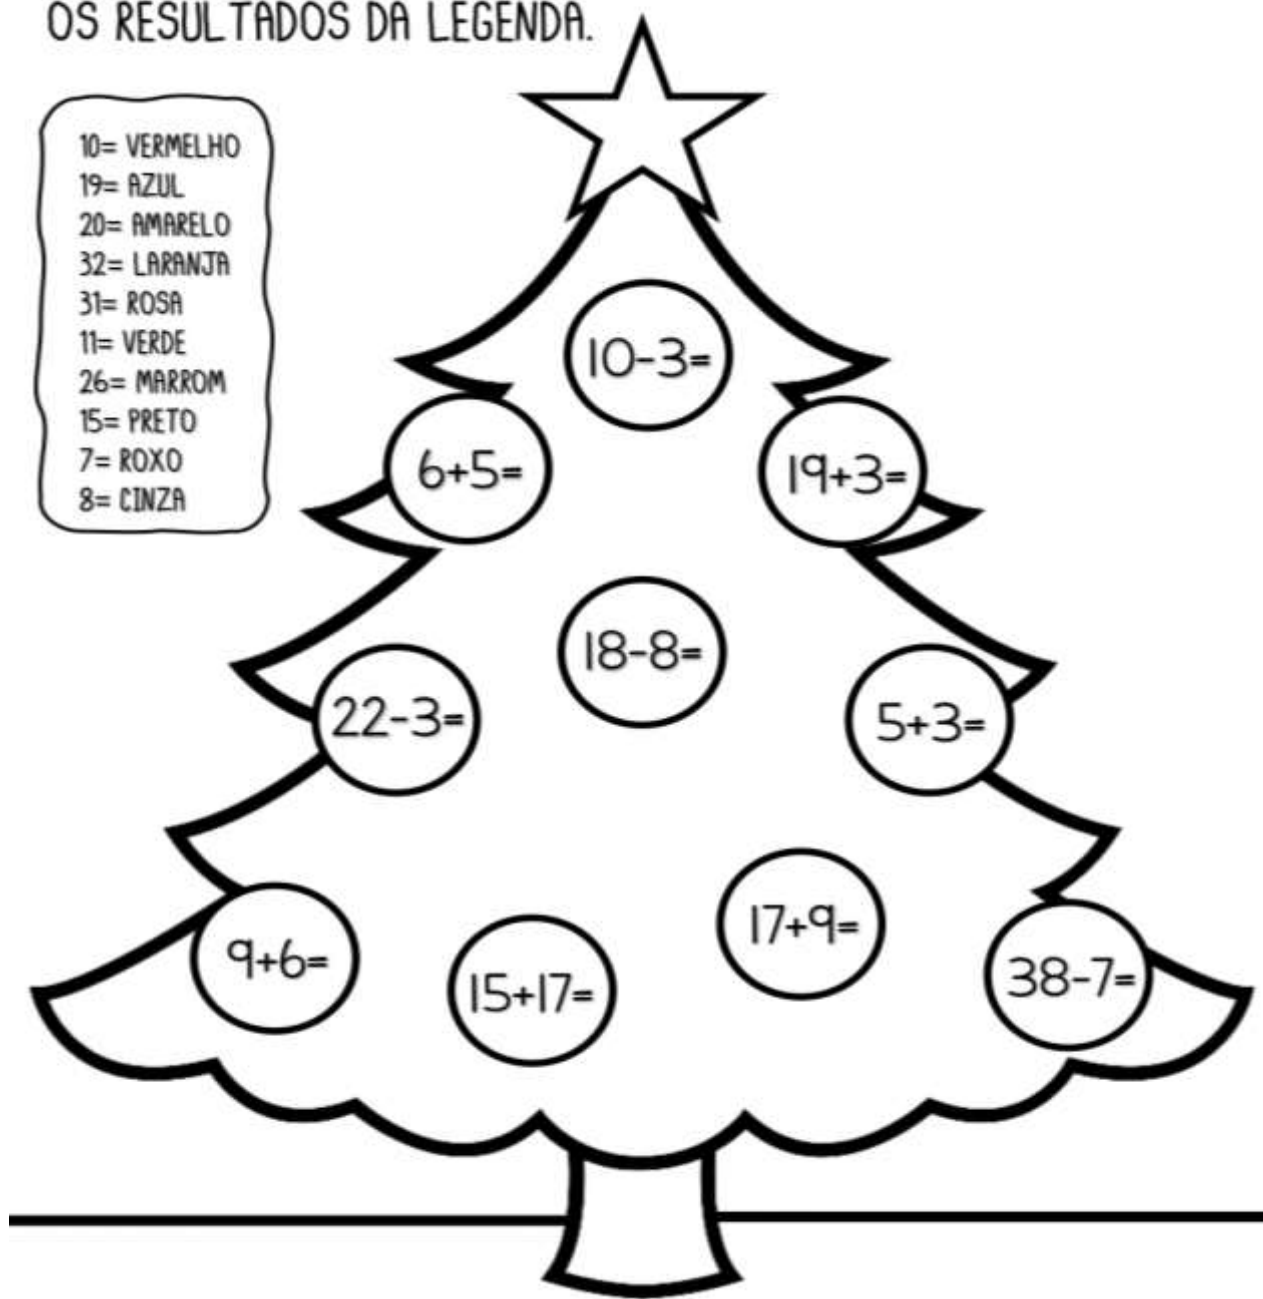 OS RESULTADOS DA LEGENDA.
10= VERMELHO
19= AZUL
20= AMARELO
32= LARANJA
31= ROSA
11= VERDE
26= MARROM
15= PRETO
7= ROXO
8= CINZA
10-3=
6+5=
19+3=
18-8=
22-3=
5+3=
17+9=
9+6=
15+17=
38-7=